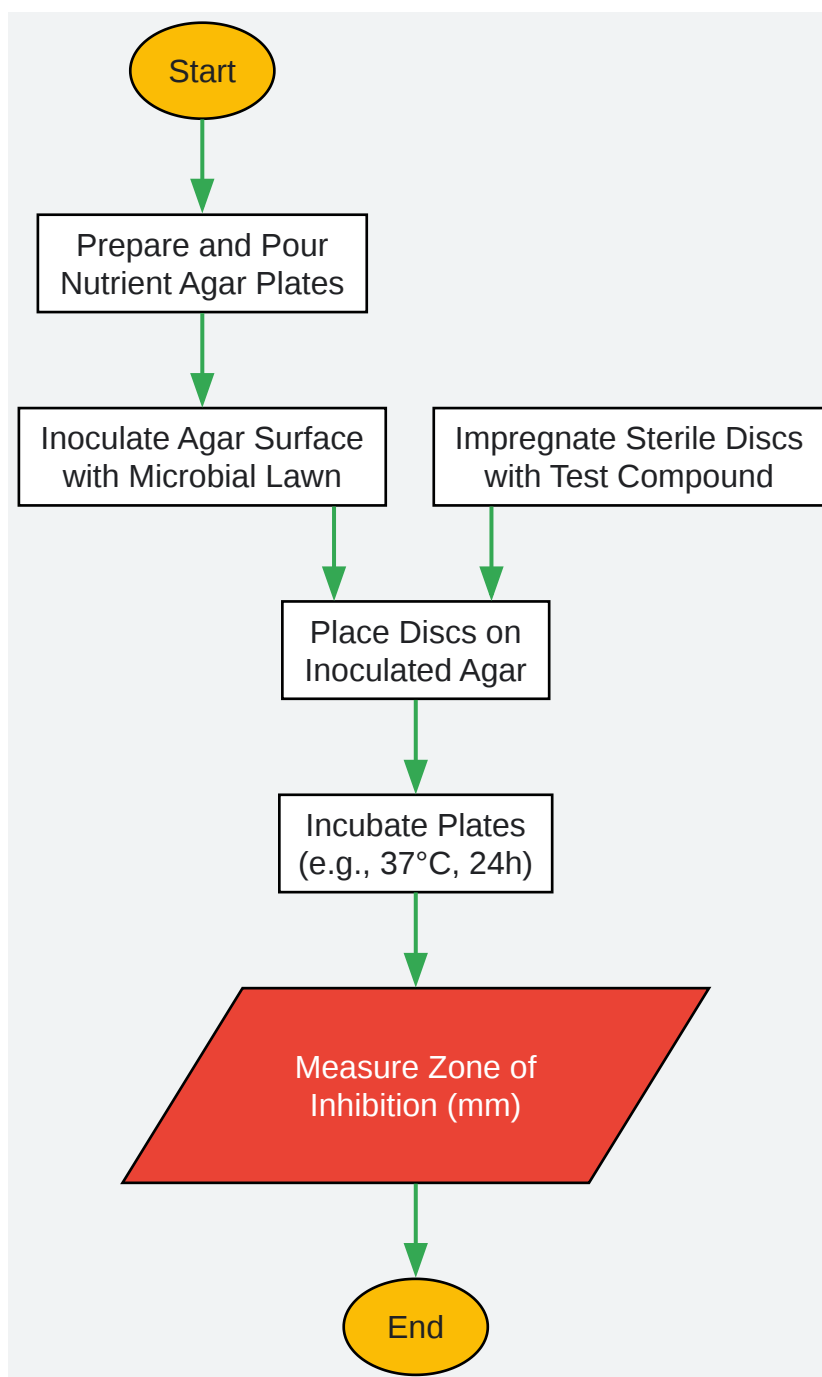 Start
Prepare and Pour
Nutrient Agar Plates
Inoculate Agar Surface
with Microbial Lawn
Impregnate Sterile Discs
with Test Compound
Place Discs on
Inoculated Agar
Incubate Plates
(e.g., 37°C, 24h)
Measure Zone of
Inhibition (mm)
End